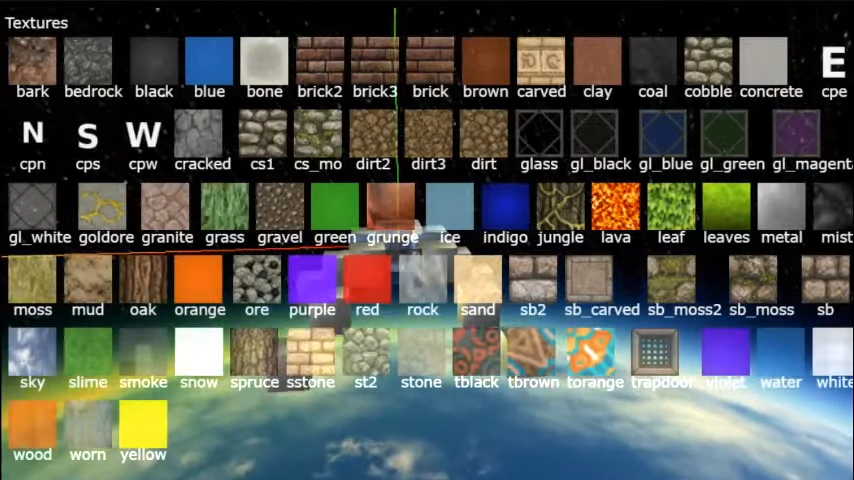 Textures
E
bark bedrock black blue bone brick2 brick3 brick brown carved clay coal cobble concrete cpe
N S W
cpn cps cpw cracked cs1 cs_mo dirt2 dirt3 dirt glass gl_black gl_blue gl_green gl_magenta
gl_white goldore granite grass gravel green grunge ice indigo jungle lava leaf leaves metal mist
moss mud oak orange ore purple red rock sand sb2 sb_carved sb_moss2 sb_moss sb
sky slime smoke snow spruce sstone st2 stone tblack tbrown torange trapdoor violet water white
wood worn yellow